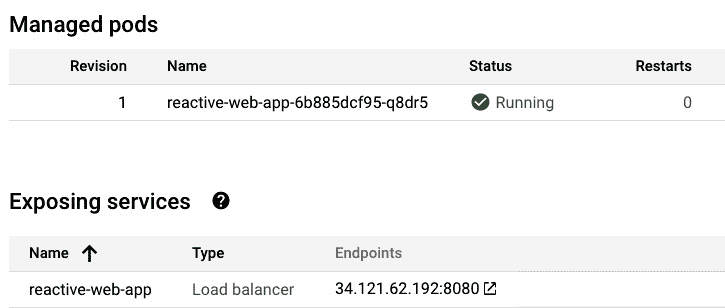 Managed pods
Revision Name Status Restarts
1 reactive-web-app-6b885dcf95-q8dr5 Running 0
Exposing services ?
Name Type Endpoints
reactive-web-app Load balancer 34.121.62.192:8080